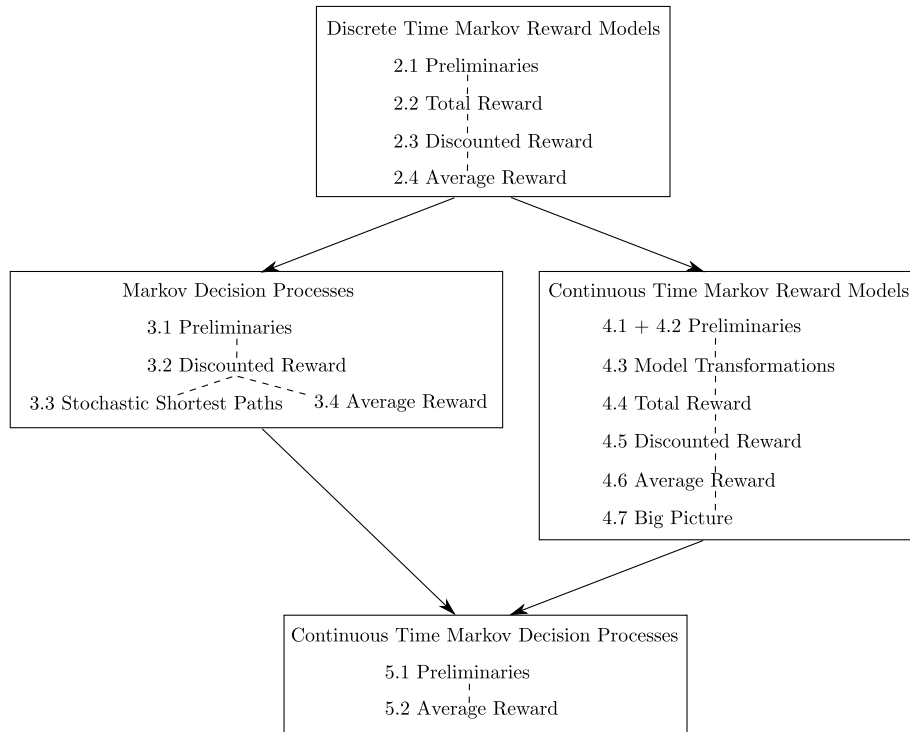 Discrete Time Markov Reward Models
2.1 Preliminaries
2.2 Total Reward
2.3 Discounted Reward
2.4 Average Reward
Markov Decision Processes
3.1 Preliminaries
3.2 Discounted Reward
3.3 Stochastic Shortest Paths
3.4 Average Reward
Continuous Time Markov Reward Models
4.1 + 4.2 Preliminaries
4.3 Model Transformations
4.4 Total Reward
4.5 Discounted Reward
4.6 Average Reward
4.7 Big Picture
Continuous Time Markov Decision Processes
5.1 Preliminaries
5.2 Average Reward